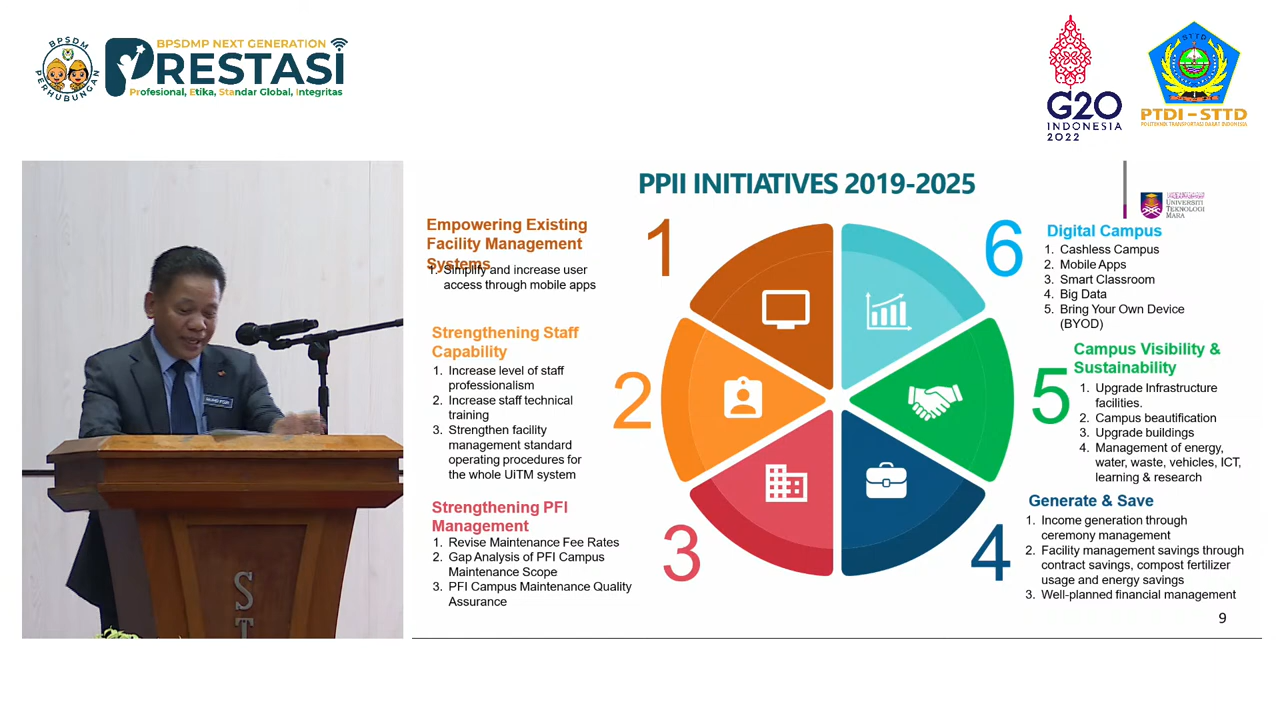 BPSDM
PERHUBUNGAN
BPSDMP NEXT GENERATION
PRESTASI
Profesional, Etika, Standar Global, Integritas
G20
INDONESIA
2022
STTD
PTDI – STTD
POLITEKNIK TRANSPORTASI DARAT INDONESIA
PPII INITIATIVES 2019-2025
UNIVERSITI
TEKNOLOGI
MARA
1
Empowering Existing
Facility Management
Systems
1. Simplify and increase user
access through mobile apps
2
Strengthening Staff
Capability
1. Increase level of staff
professionalism
2. Increase staff technical
training
3. Strengthen facility
management standard
operating procedures for
the whole UiTM system
3
Strengthening PFI
Management
1. Revise Maintenance Fee Rates
2. Gap Analysis of PFI Campus
Maintenance Scope
3. PFI Campus Maintenance Quality
Assurance
6
Digital Campus
1. Cashless Campus
2. Mobile Apps
3. Smart Classroom
4. Big Data
5. Bring Your Own Device
(BYOD)
5
Campus Visibility &
Sustainability
1. Upgrade Infrastructure
facilities.
2. Campus beautification
3. Upgrade buildings
4. Management of energy,
water, waste, vehicles, ICT,
learning & research
4
Generate & Save
1. Income generation through
ceremony management
2. Facility management savings through
contract savings, compost fertilizer
usage and energy savings
3. Well-planned financial management
9
S
T